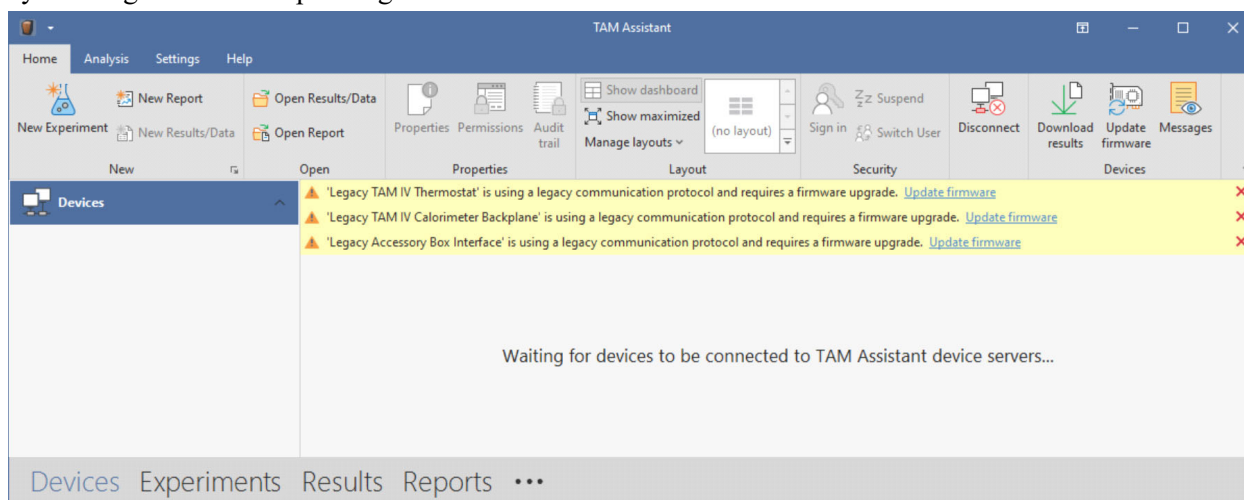 TAM Assistant
Home Analysis Settings Help
New Experiment
New Report
New Results/Data
New
Open Results/Data
Open Report
Open
Properties
Permissions
Audit
trail
Properties
Show dashboard
Show maximized
Manage layouts
(no layout)
Layout
Sign in
Suspend
Switch User
Security
Disconnect
Download
results
Update
firmware
Messages
Devices
Devices
'Legacy TAM IV Thermostat' is using a legacy communication protocol and requires a firmware upgrade. Update firmware
'Legacy TAM IV Calorimeter Backplane' is using a legacy communication protocol and requires a firmware upgrade. Update firmware
'Legacy Accessory Box Interface' is using a legacy communication protocol and requires a firmware upgrade. Update firmware
Waiting for devices to be connected to TAM Assistant device servers...
Devices Experiments Results Reports •••